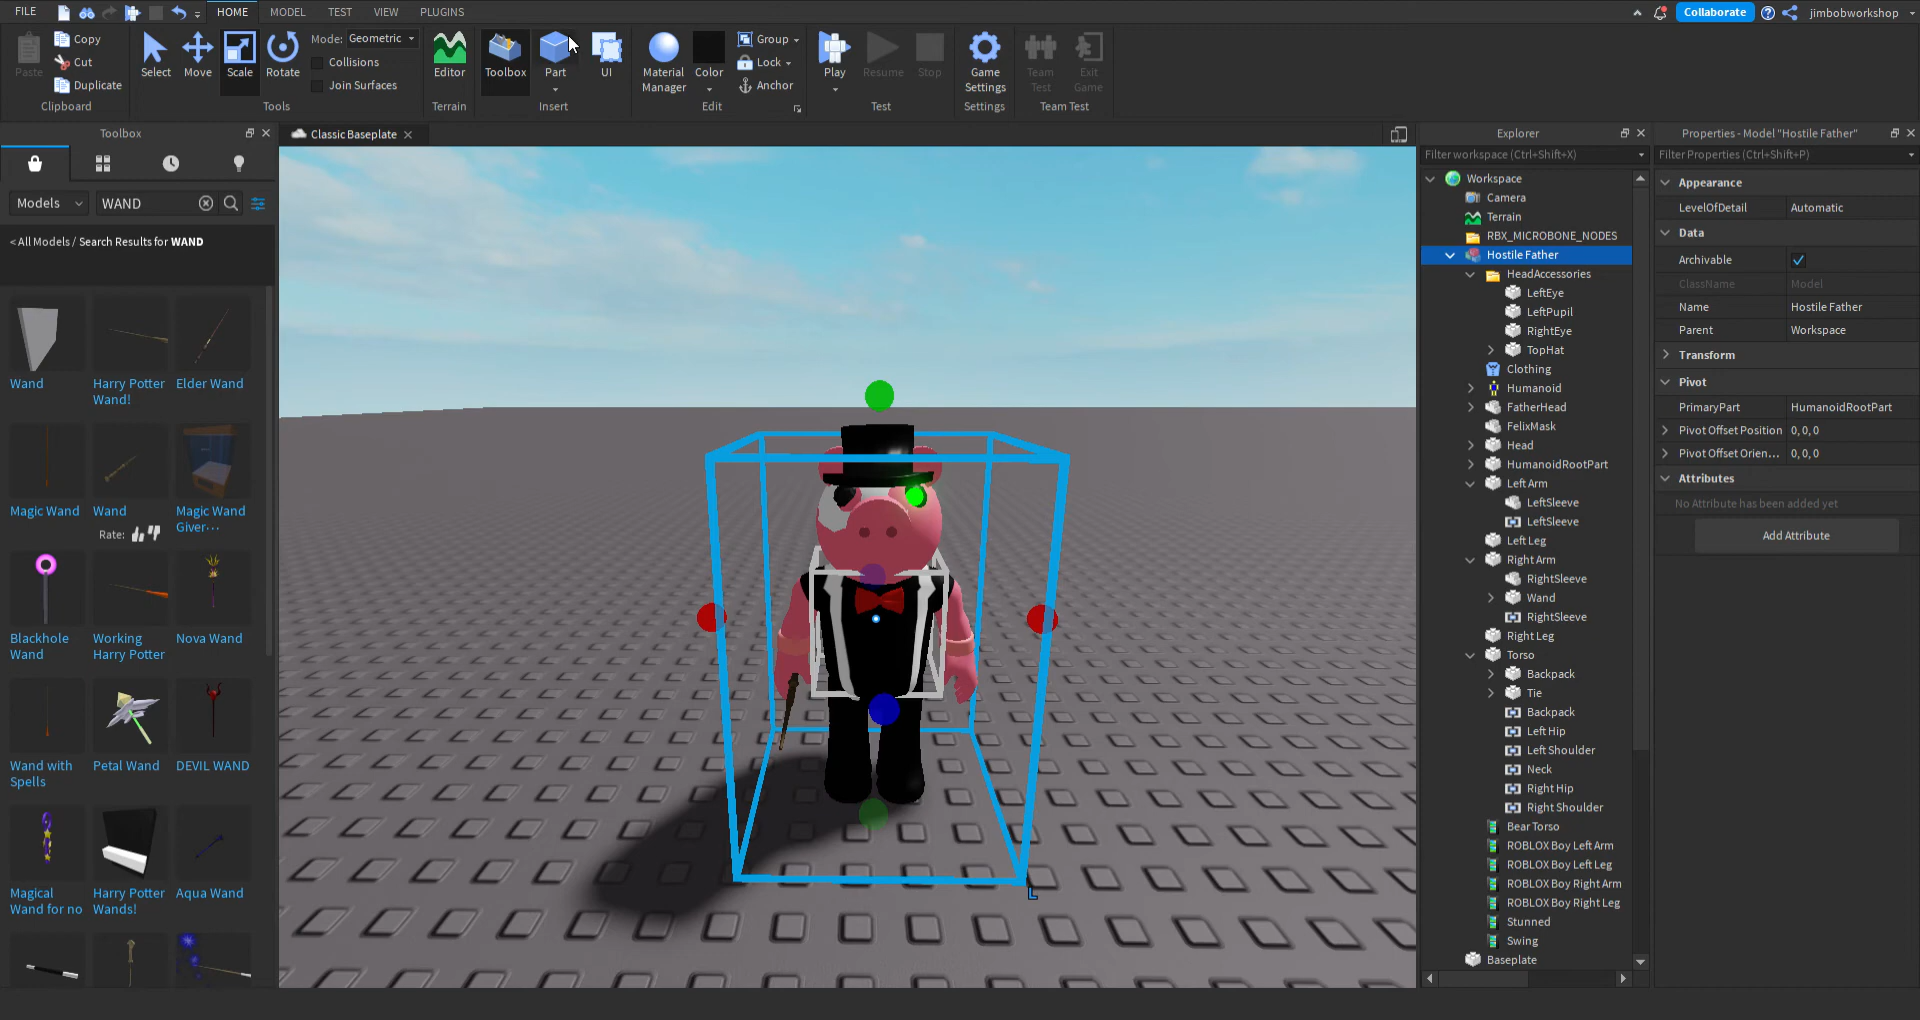 FILE HOME MODEL TEST VIEW PLUGINS Collaborate jimbobworkshop
Paste Copy Cut Duplicate Clipboard
Select Move Scale Rotate Mode: Geometric Collisions Join Surfaces Tools
Editor Terrain
Toolbox Part UI Insert
Material Manager Color Group Lock Anchor Edit
Play Resume Stop Test
Game Settings Settings
Team Test Exit Game Team Test
Toolbox
Models WAND
< All Models / Search Results for WAND
Wand
Harry Potter Wand!
Elder Wand
Magic Wand
Wand
Rate:
Magic Wand Giver...
Blackhole Wand
Working Harry Potter
Nova Wand
Wand with Spells
Petal Wand
DEVIL WAND
Magical Wand for no
Harry Potter Wands!
Aqua Wand
Classic Baseplate
L
Explorer
Filter workspace (Ctrl+Shift+X)
Workspace
Camera
Terrain
RBX_MICROBONE_NODES
Hostile Father
HeadAccessories
LeftEye
LeftPupil
RightEye
TopHat
Clothing
Humanoid
FatherHead
FelixMask
Head
HumanoidRootPart
Left Arm
LeftSleeve
LeftSleeve
Left Leg
Right Arm
RightSleeve
Wand
RightSleeve
Right Leg
Torso
Backpack
Tie
Backpack
Left Hip
Left Shoulder
Neck
Right Hip
Right Shoulder
Bear Torso
ROBLOX Boy Left Arm
ROBLOX Boy Left Leg
ROBLOX Boy Right Arm
ROBLOX Boy Right Leg
Stunned
Swing
Baseplate
Properties - Model "Hostile Father"
Filter Properties (Ctrl+Shift+P)
Appearance
LevelOfDetail Automatic
Data
Archivable
ClassName Model
Name Hostile Father
Parent Workspace
Transform
Pivot
PrimaryPart HumanoidRootPart
Pivot Offset Position 0, 0, 0
Pivot Offset Orien... 0, 0, 0
Attributes
No Attribute has been added yet
Add Attribute